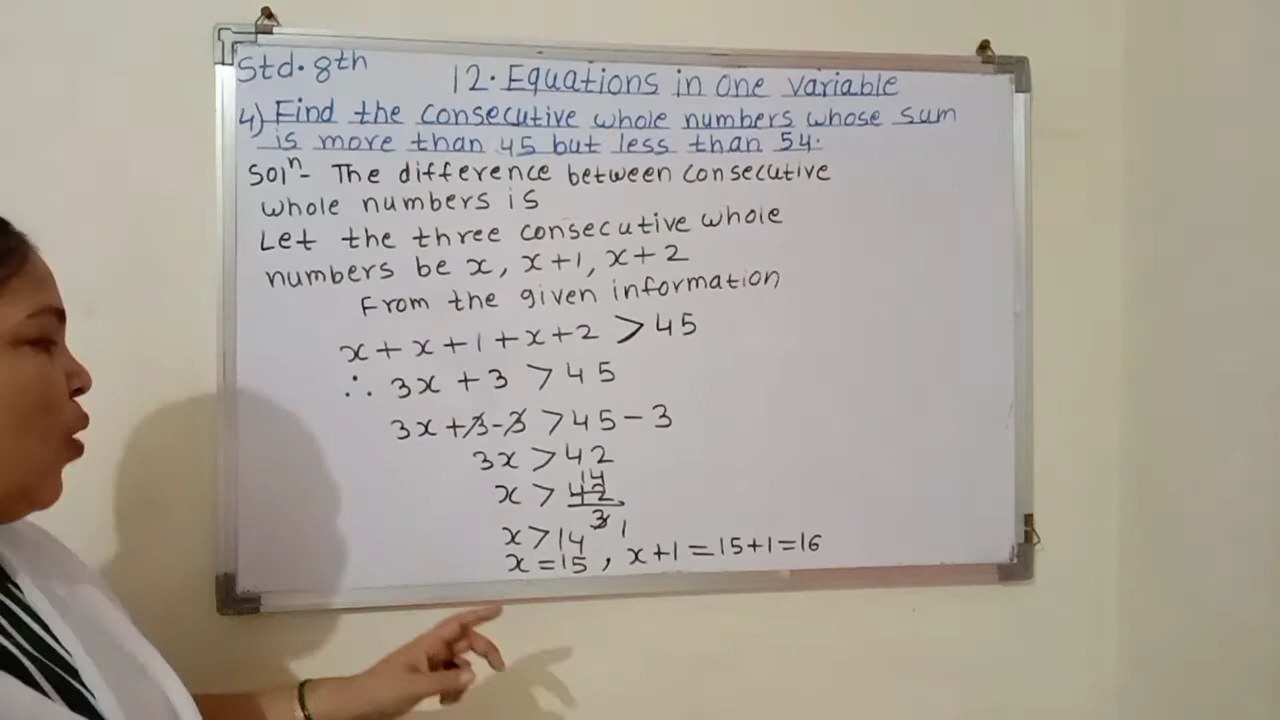 Std. 8th
12. Equations in one variable
4) Find the consecutive whole numbers whose sum
is more than 45 but less than 54.
Solⁿ- The difference between consecutive
whole numbers is
Let the three consecutive whole
numbers be x, x+1, x+2
From the given information
x+x+1+x+2 > 45
∴ 3x+3 > 45
3x+3-3 > 45-3
3x > 42
14
x > 42
3 1
x > 14
x = 15, x+1 = 15+1 = 16